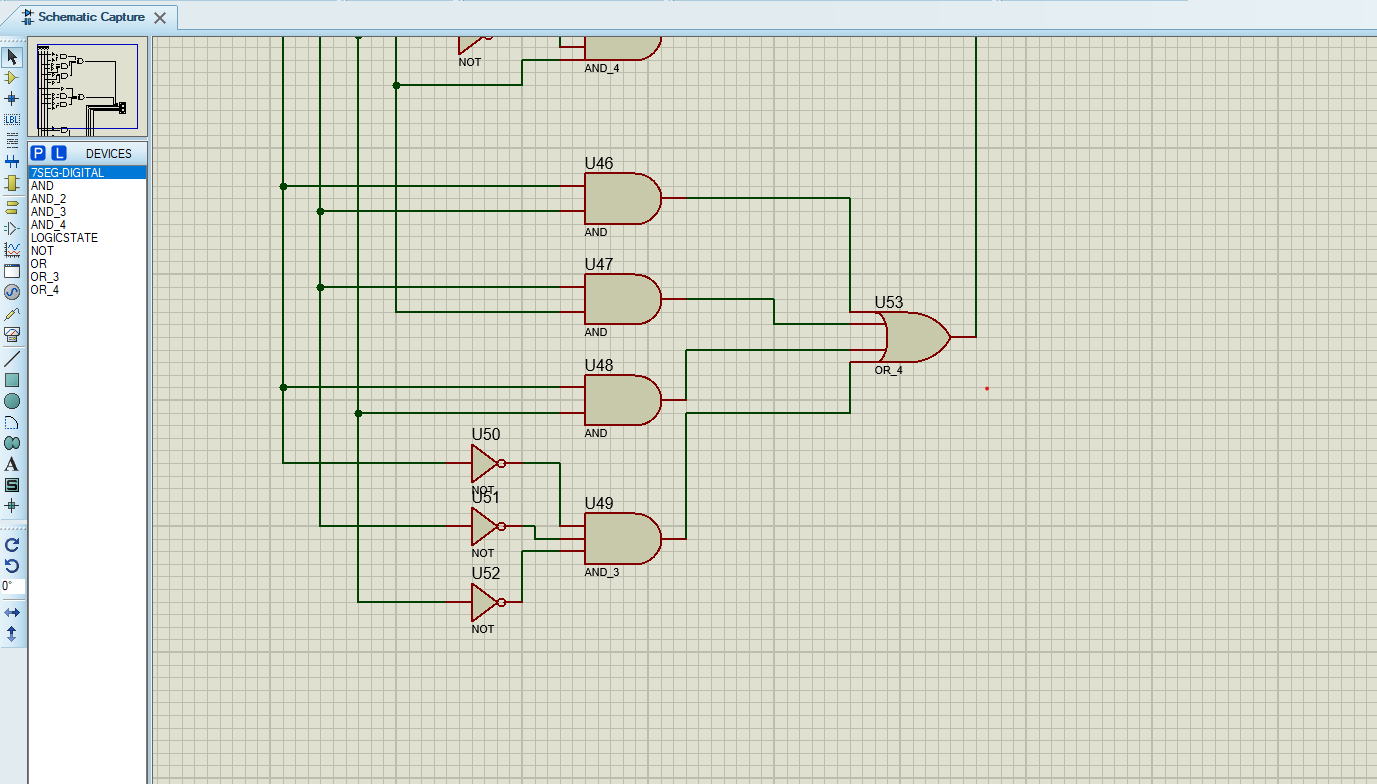 Schematic Capture
P L DEVICES
7SEG-DIGITAL
AND
AND_2
AND_3
AND_4
LOGICSTATE
NOT
OR
OR_3
OR_4
LBL
A
S
0°
NOT
AND_4
U46
AND
U47
AND
U53
OR_4
U48
AND
U50
NOT
U51
NOT
U49
AND_3
U52
NOT